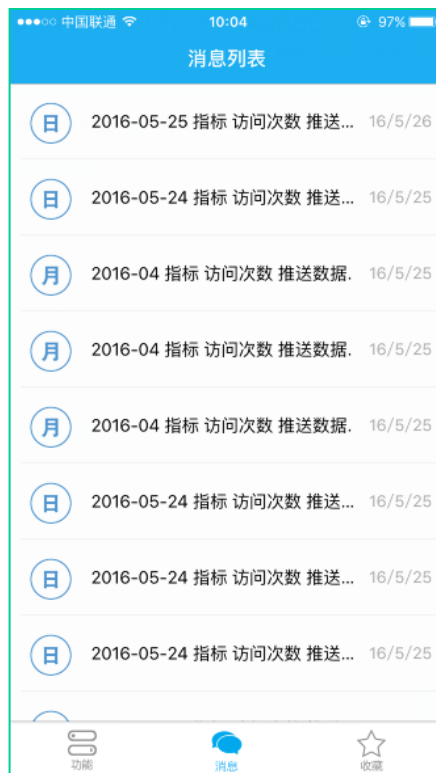 中国联通 10:04 97%
消息列表
日 2016-05-25 指标 访问次数 推送... 16/5/26
日 2016-05-24 指标 访问次数 推送... 16/5/25
月 2016-04 指标 访问次数 推送数据. 16/5/25
月 2016-04 指标 访问次数 推送数据. 16/5/25
月 2016-04 指标 访问次数 推送数据. 16/5/25
日 2016-05-24 指标 访问次数 推送... 16/5/25
日 2016-05-24 指标 访问次数 推送... 16/5/25
日 2016-05-24 指标 访问次数 推送... 16/5/25
功能 消息 收藏